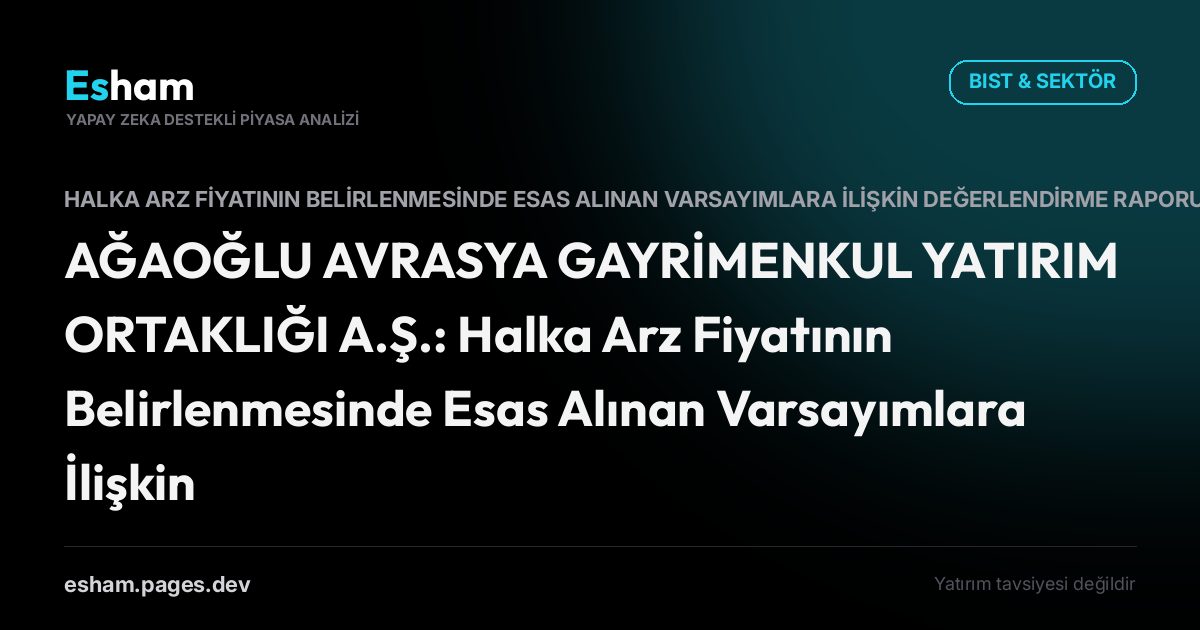 Esham
BIST & SEKTÖR
YAPAY ZEKA DESTEKLİ PİYASA ANALİZİ
HALKA ARZ FİYATININ BELİRLENMESİNDE ESAS ALINAN VARSAYIMLARA İLİŞKİN DEĞERLENDİRME RAPORU
AĞAOĞLU AVRASYA GAYRİMENKUL YATIRIM
ORTAKLIĞI A.Ş.: Halka Arz Fiyatının
Belirlenmesinde Esas Alınan Varsayımlara
İlişkin
esham.pages.dev
Yatırım tavsiyesi değildir